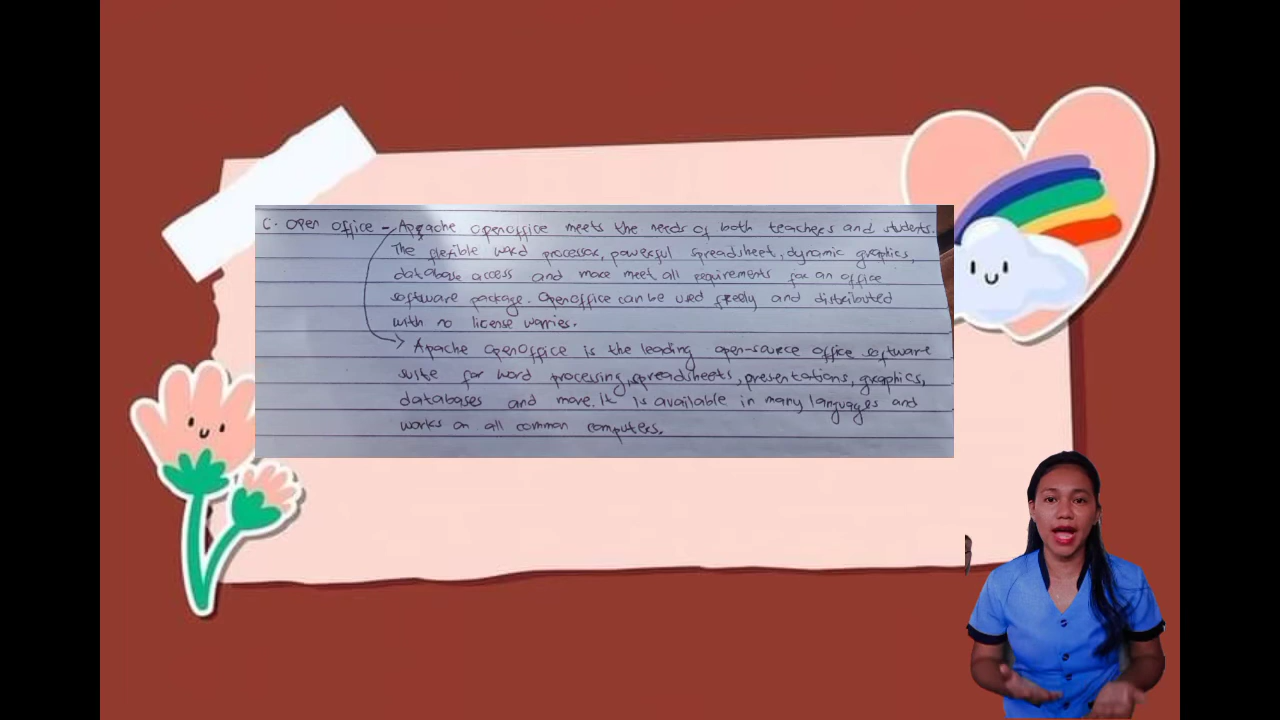 C. Open office - Apache openoffice meets the needs of both teachers and students.
The flexible word processor, powerful spreadsheet, dynamic graphics,
database access and more meet all requirements for an office
software package. Openoffice can be used freely and distributed
with no license worries.
Apache OpenOffice is the leading open-source office software
suite for word processing, spreadsheets, presentations, graphics,
databases and more. It is available in many languages and
works on all common computers.